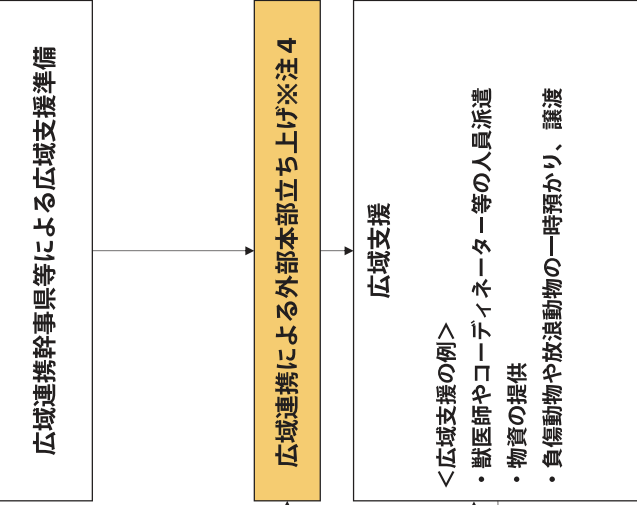 広域連携幹事県等による広域支援準備
広域連携による外部本部立ち上げ※注４
広域支援
＜広域支援の例＞
・獣医師やコーディネーター等の人員派遣
・物資の提供
・負傷動物や放浪動物の一時預かり、譲渡